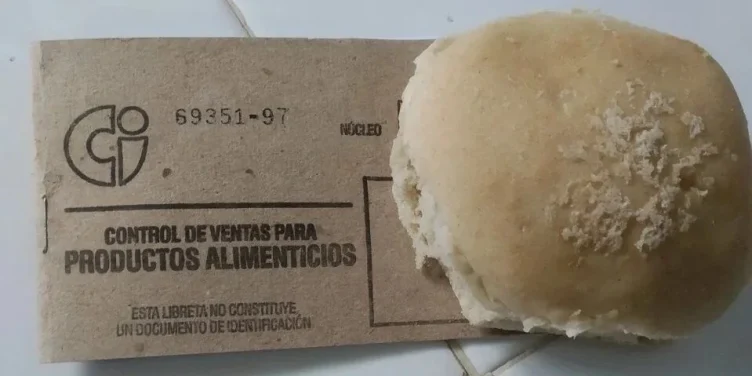 69351-97
NÚCLEO
CONTROL DE VENTAS PARA
PRODUCTOS ALIMENTICIOS
ESTA LIBRETA NO CONSTITUYE
UN DOCUMENTO DE IDENTIFICACIÓN